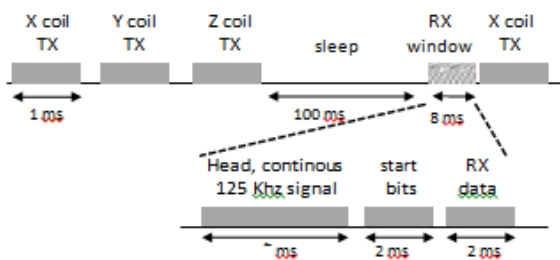 X coil
TX
Y coil
TX
Z coil
TX
sleep
RX
window
X coil
TX
1 ms
100 ms
8 ms
Head, continous
125 Khz signal
start
bits
RX
data
ms
2 ms
2 ms